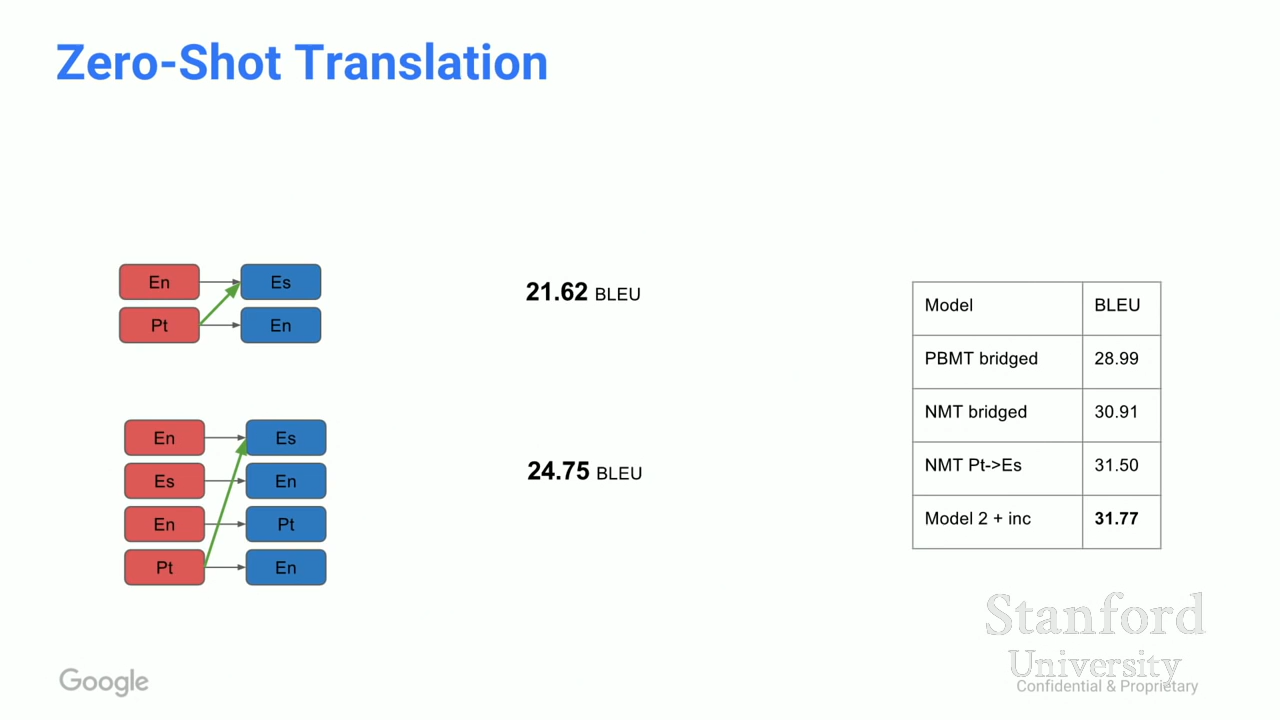 Zero-Shot Translation
En Es
Pt En
21.62 BLEU
En Es
Es En
En Pt
Pt En
24.75 BLEU
Model BLEU
PBMT bridged 28.99
NMT bridged 30.91
NMT Pt->Es 31.50
Model 2 + inc 31.77
Stanford
University
Google
Confidential & Proprietary